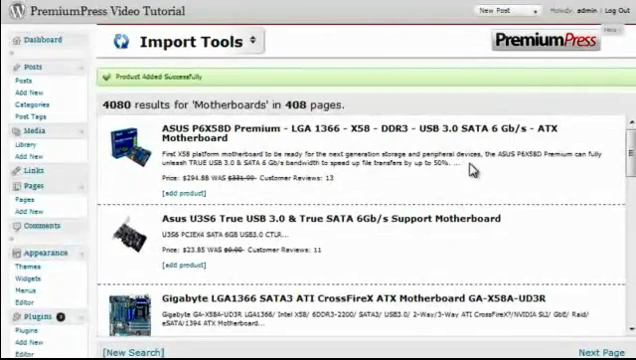 PremiumPress Video Tutorial
New Post
Howdy, admin | Log Out
Help
Dashboard
Import Tools
PremiumPress
Posts
Posts
Add New
Categories
Post Tags
Media
Library
Add New
Links
Pages
Pages
Add New
Comments
Appearance
Themes
Widgets
Menus
Editor
Plugins
Plugins
Add New
Editor
Product Added Successfully
4080 results for 'Motherboards' in 408 pages.
ASUS P6X58D Premium - LGA 1366 - X58 - DDR3 - USB 3.0 SATA 6 Gb/s - ATX
Motherboard
First X58 platform motherboard to be ready for the next generation storage and peripheral devices, the ASUS P6X58D Premium can fully
unleash TRUE USB 3.0 & SATA 6 Gb/s bandwidth to speed up file transfers by up to 50%. ...
Price: $294.88 WAS $331.00 Customer Reviews: 13
[add product]
Asus U3S6 True USB 3.0 & True SATA 6Gb/s Support Motherboard
U3S6 PCIEX4 SATA 6GB USB3.0 CTLR...
Price: $23.85 WAS $0.00 Customer Reviews: 11
[add product]
Gigabyte LGA1366 SATA3 ATI CrossFireX ATX Motherboard GA-X58A-UD3R
Gigabyte GA-X58A-UD3R LGA1366/ Intel X58/ 6DDR3-2200/ SATA3/ USB3.0/ 2-Way/3-Way ATI CrossFireX?/NVIDIA SLI/ GbE/ Raid/
eSATA/1394 ATX Motherboard...
[New Search]
Next Page